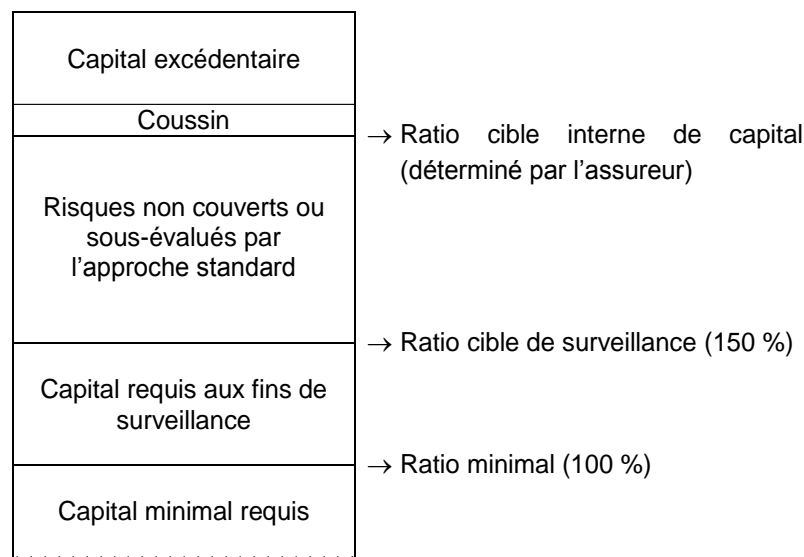 Capital excédentaire
Coussin
→ Ratio cible interne de capital
(déterminé par l'assureur)
Risques non couverts ou
sous-évalués par
l'approche standard
→ Ratio cible de surveillance (150 %)
Capital requis aux fins de
surveillance
→ Ratio minimal (100 %)
Capital minimal requis